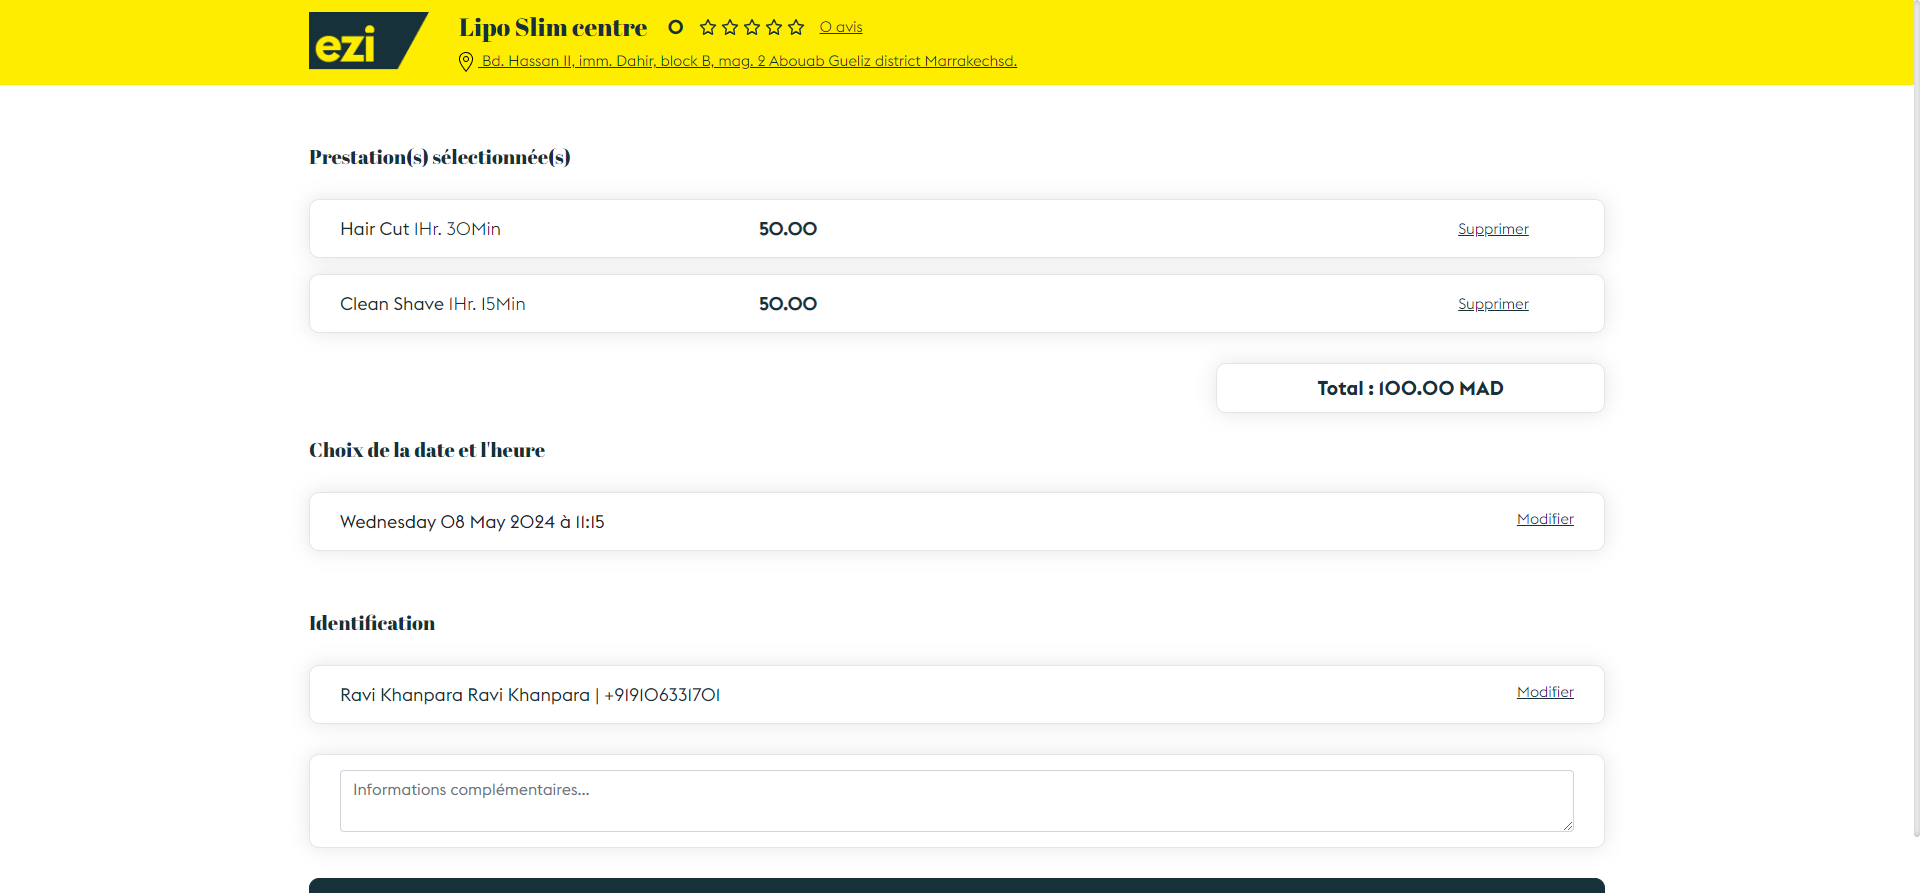 ezi
Lipo Slim centre 0 0 avis
Bd. Hassan II, imm. Dahir, block B, mag. 2 Abouab Gueliz district Marrakechsd.
Prestation(s) sélectionnée(s)
Hair Cut 1Hr. 30Min 50.00 Supprimer
Clean Shave 1Hr. 15Min 50.00 Supprimer
Total : 100.00 MAD
Choix de la date et l'heure
Wednesday 08 May 2024 à 11:15 Modifier
Identification
Ravi Khanpara Ravi Khanpara | +919106331701 Modifier
Informations complémentaires...